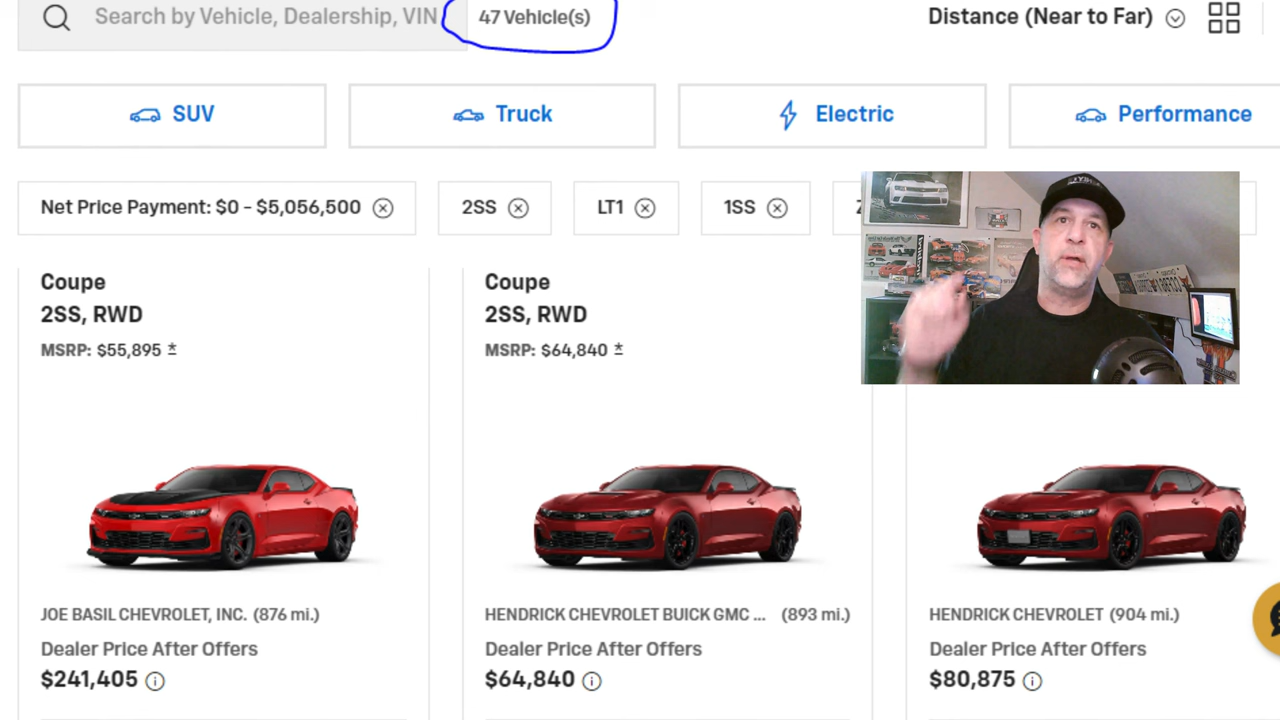 Search by Vehicle, Dealership, VIN
47 Vehicle(s)
Distance (Near to Far)
SUV
Truck
Electric
Performance
Net Price Payment: $0 - $5,056,500
2SS
LT1
1SS
Coupe
2SS, RWD
MSRP: $55,895 *
Coupe
2SS, RWD
MSRP: $64,840 *
JOE BASIL CHEVROLET, INC. (876 mi.)
Dealer Price After Offers
$241,405
HENDRICK CHEVROLET BUICK GMC ... (893 mi.)
Dealer Price After Offers
$64,840
HENDRICK CHEVROLET (904 mi.)
Dealer Price After Offers
$80,875